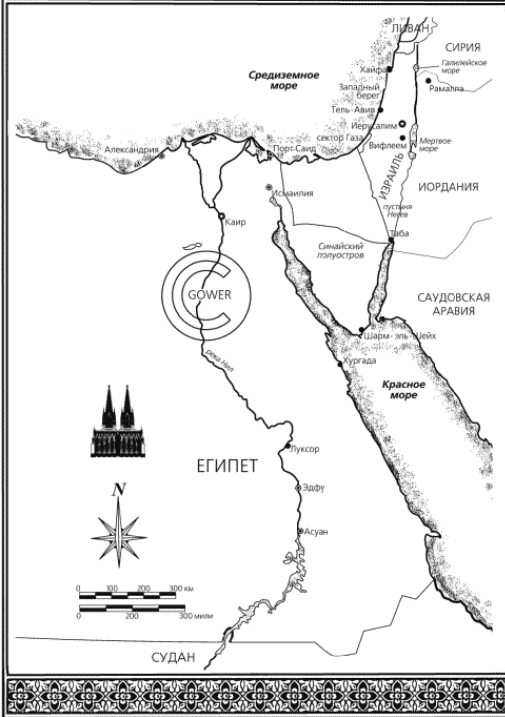 ЛИВАН
СИРИЯ
Хайфа
Галилейское
море
Средиземное
море
Западный
берег
Рамалла
Тель-Авив
Иерусалим
сектор Газа
Вифлеем
Мертвое
море
Александрия
Порт-Саид
ИЗРАИЛЬ
ИОРДАНИЯ
Исмаилия
пустыня
Негев
Каир
Таба
Синайский
полуостров
GOWER
САУДОВСКАЯ
АРАВИЯ
Шарм-эль-Шейх
река Нил
Хургада
Красное
море
Луксор
ЕГИПЕТ
Эдфу
N
Асуан
0 100 200 300 км
0 200 300 мили
СУДАН